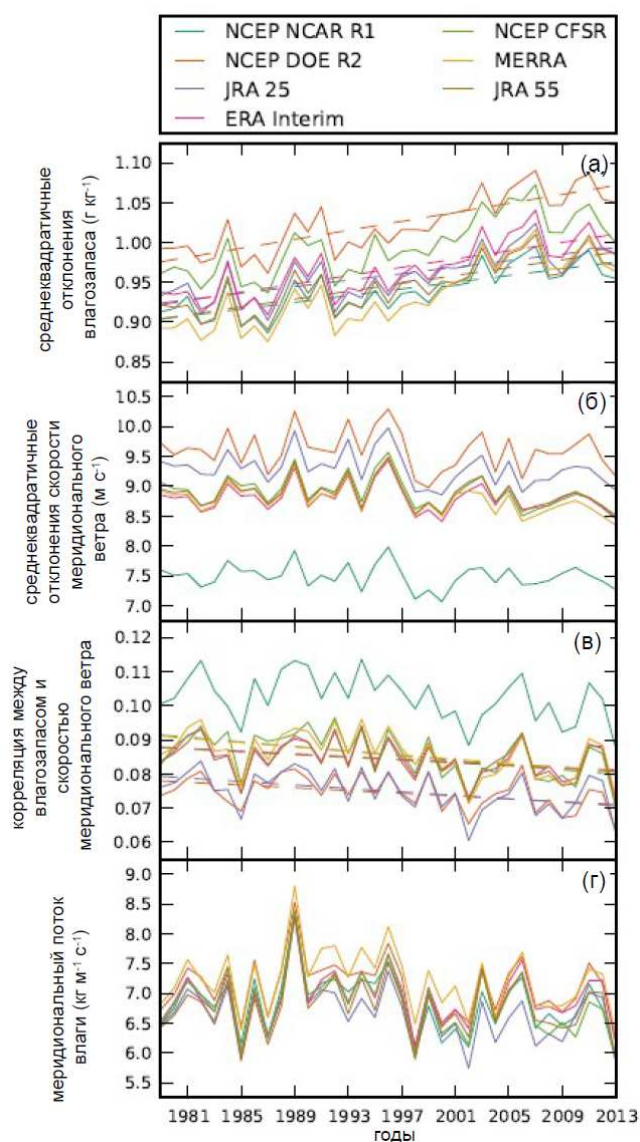 NCEP NCAR R1
NCEP CFSR
NCEP DOE R2
MERRA
JRA 25
JRA 55
ERA Interim
(а)
среднеквадратичные
отклонения
влагозапаса (г кг⁻¹)
1.10
1.05
1.00
0.95
0.90
0.85
(б)
среднеквадратичные
отклонения скорости
меридионального
ветра (м с⁻¹)
10.5
10.0
9.5
9.0
8.5
8.0
7.5
7.0
(в)
корреляция между
влагозапасом и
скоростью
меридионального ветра
0.12
0.11
0.10
0.09
0.08
0.07
0.06
(г)
меридиональный поток
влаги (кг м⁻¹ с⁻¹)
9.0
8.5
8.0
7.5
7.0
6.5
6.0
5.5
1981 1985 1989 1993 1997 2001 2005 2009 2013
годы